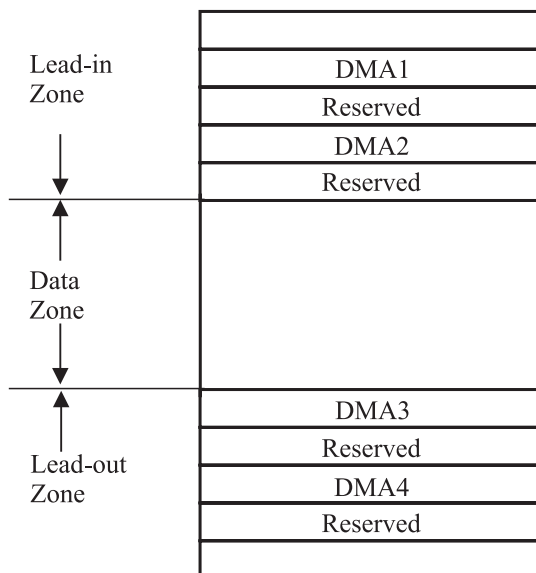 Lead-in
Zone
DMA1
Reserved
DMA2
Reserved
Data
Zone
DMA3
Reserved
Lead-out
Zone
DMA4
Reserved